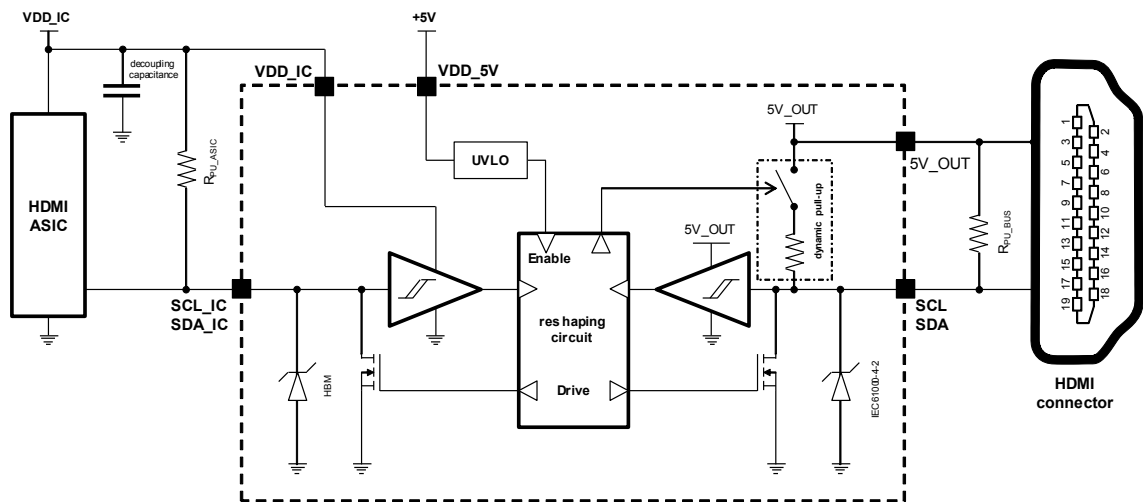 VDD_IC
+5V
decoupling
capacitance
VDD_IC
VDD_5V
5V_OUT
5V_OUT
UVLO
RPU_ASIC
HDMI
ASIC
dynamic pull-up
RPU_BUS
5V_OUT
Enable
SCL_IC
SDA_IC
reshaping
circuit
SCL
SDA
HBM
Drive
IEC61000-4-2
1
2
3
4
5
6
7
8
9
10
11
12
13
14
15
16
17
18
19
HDMI
connector